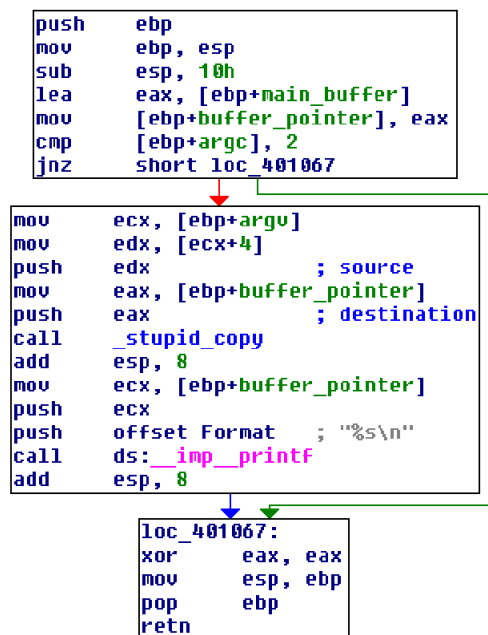 push    ebp
mov     ebp, esp
sub     esp, 10h
lea     eax, [ebp+main_buffer]
mov     [ebp+buffer_pointer], eax
cmp     [ebp+argc], 2
jnz     short loc_401067
mov     ecx, [ebp+argv]
mov     edx, [ecx+4]
push    edx             ; source
mov     eax, [ebp+buffer_pointer]
push    eax             ; destination
call    _stupid_copy
add     esp, 8
mov     ecx, [ebp+buffer_pointer]
push    ecx
push    offset Format   ; "%s\n"
call    ds:__imp__printf
add     esp, 8
loc_401067:
xor     eax, eax
mov     esp, ebp
pop     ebp
retn